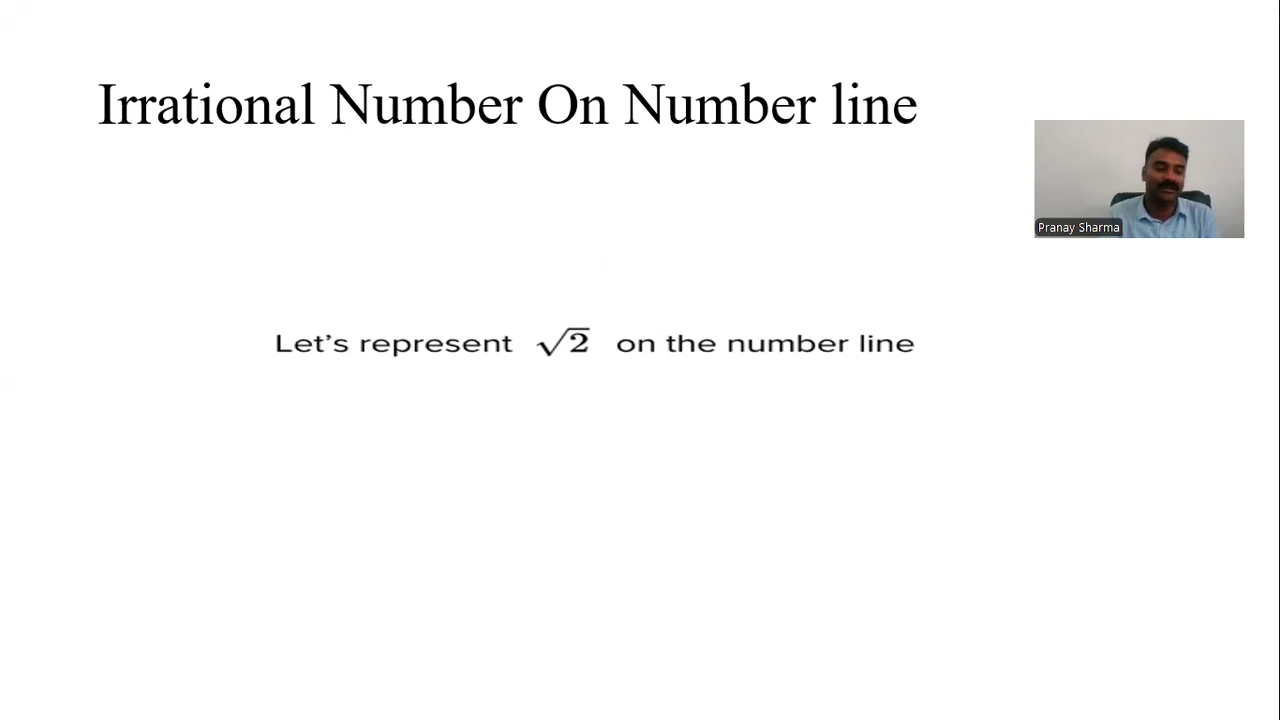 Irrational Number On Number line
Pranay Sharma
Let's represent √2 on the number line